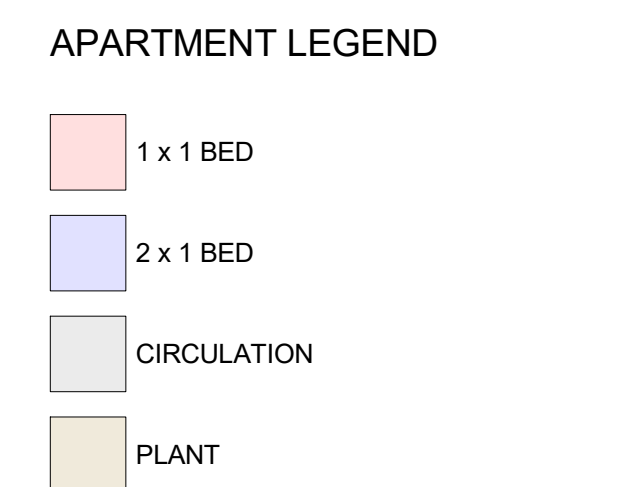 APARTMENT LEGEND
1 x 1 BED
2 x 1 BED
CIRCULATION
PLANT